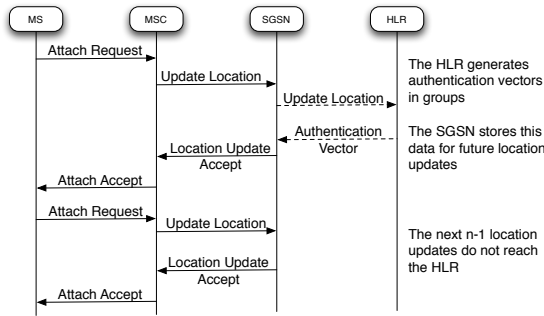 MS
MSC
SGSN
HLR
Attach Request
Update Location
Update Location
The HLR generates
authentication vectors
in groups
Authentication
Vector
The SGSN stores this
data for future location
updates
Location Update
Accept
Attach Accept
Attach Request
Update Location
The next n-1 location
updates do not reach
the HLR
Location Update
Accept
Attach Accept